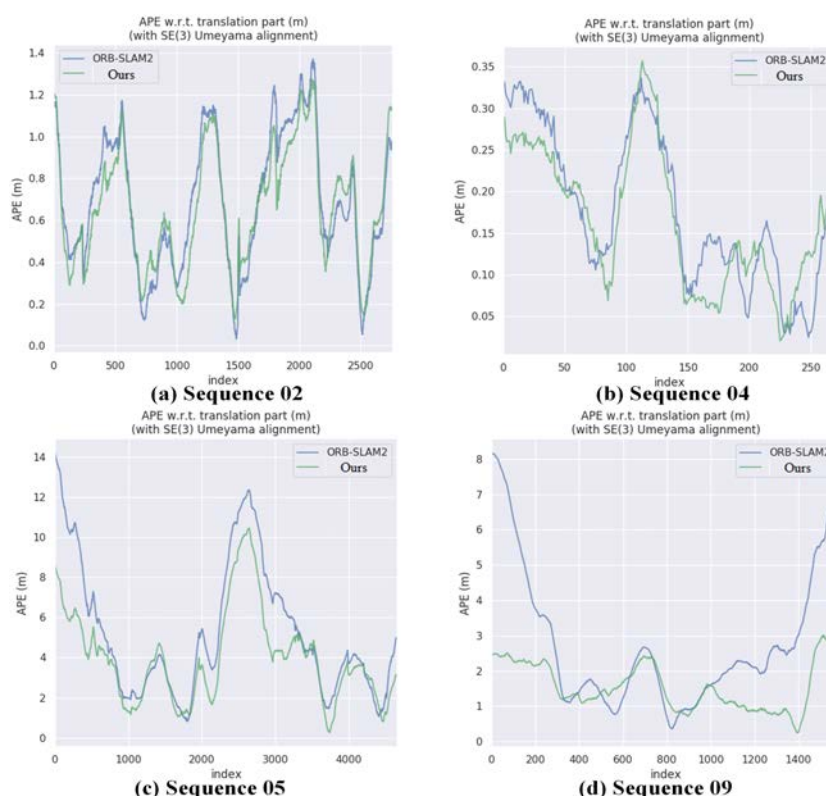 APE w.r.t. translation part (m)
(with SE(3) Umeyama alignment)
ORB-SLAM2
Ours
APE (m)
1.4
1.2
1.0
0.8
0.6
0.4
0.2
0.0
0
500
1000
1500
2000
2500
index
(a) Sequence 02
APE w.r.t. translation part (m)
(with SE(3) Umeyama alignment)
ORB-SLAM2
Ours
APE (m)
0.35
0.30
0.25
0.20
0.15
0.10
0.05
0
50
100
150
200
250
index
(b) Sequence 04
APE w.r.t. translation part (m)
(with SE(3) Umeyama alignment)
ORB-SLAM2
Ours
APE (m)
14
12
10
8
6
4
2
0
0
1000
2000
3000
4000
index
(c) Sequence 05
APE w.r.t. translation part (m)
(with SE(3) Umeyama alignment)
ORB-SLAM2
Ours
APE (m)
8
7
6
5
4
3
2
1
0
0
200
400
600
800
1000
1200
1400
index
(d) Sequence 09